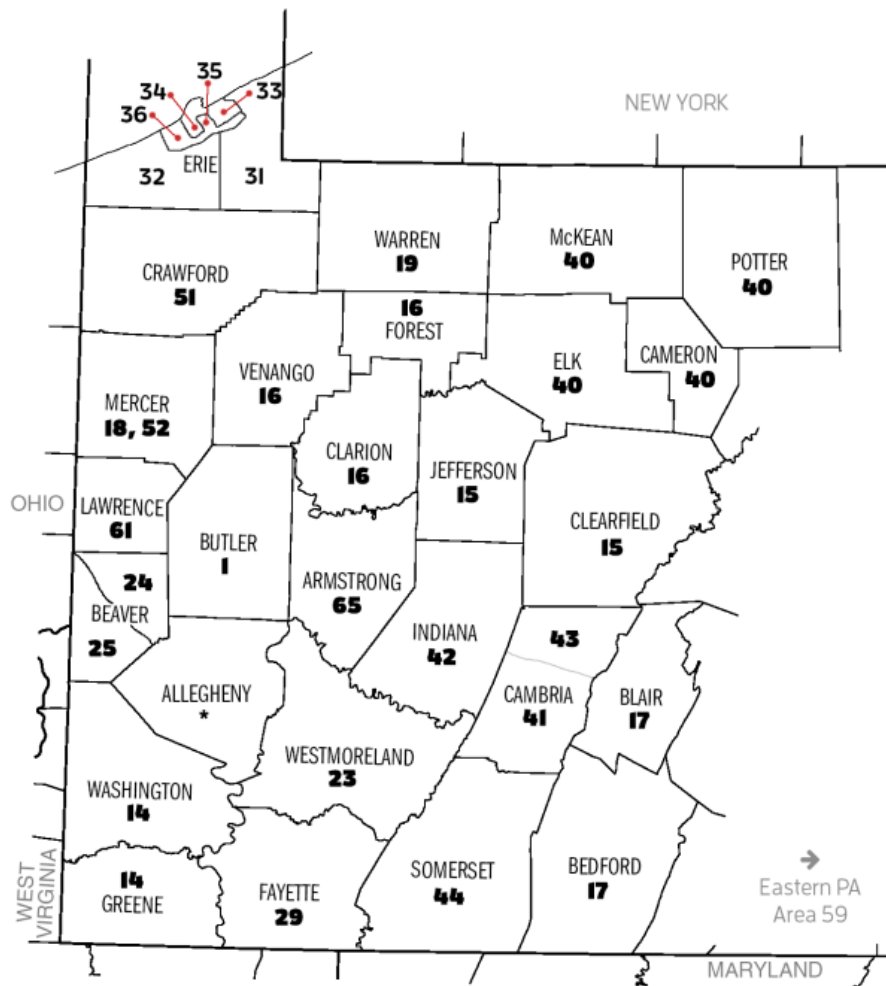 35
34
33
36
NEW YORK
ERIE
32
31
WARREN
19
McKEAN
40
POTTER
40
CRAWFORD
51
16
FOREST
VENANGO
16
ELK
40
CAMERON
40
MERCER
18, 52
CLARION
16
JEFFERSON
15
OHIO
LAWRENCE
61
BUTLER
1
CLEARFIELD
15
24
BEAVER
25
ARMSTRONG
65
INDIANA
42
43
CAMBRIA
41
BLAIR
17
ALLEGHENY
*
WESTMORELAND
23
WASHINGTON
14
WEST
VIRGINIA
14
GREENE
FAYETTE
29
SOMERSET
44
BEDFORD
17
→
Eastern PA
Area 59
MARYLAND